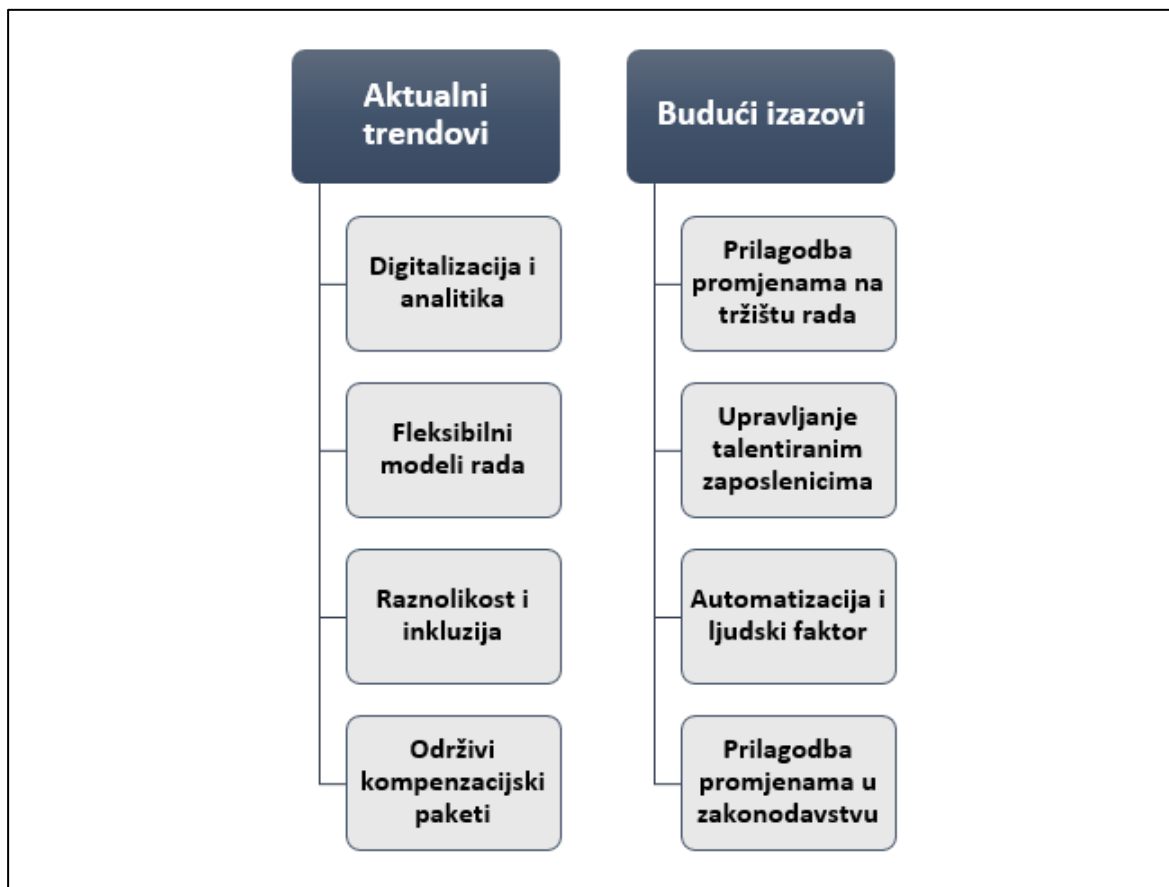 Aktualni
trendovi
Digitalizacija i
analitika
Fleksibilni
modeli rada
Raznolikost i
inkluzija
Održivi
kompenzacijski
paketi
Budući izazovi
Prilagodba
promjenama na
tržištu rada
Upravljanje
talentiranim
zaposlenicima
Automatizacija i
ljudski faktor
Prilagodba
promjenama u
zakonodavstvu